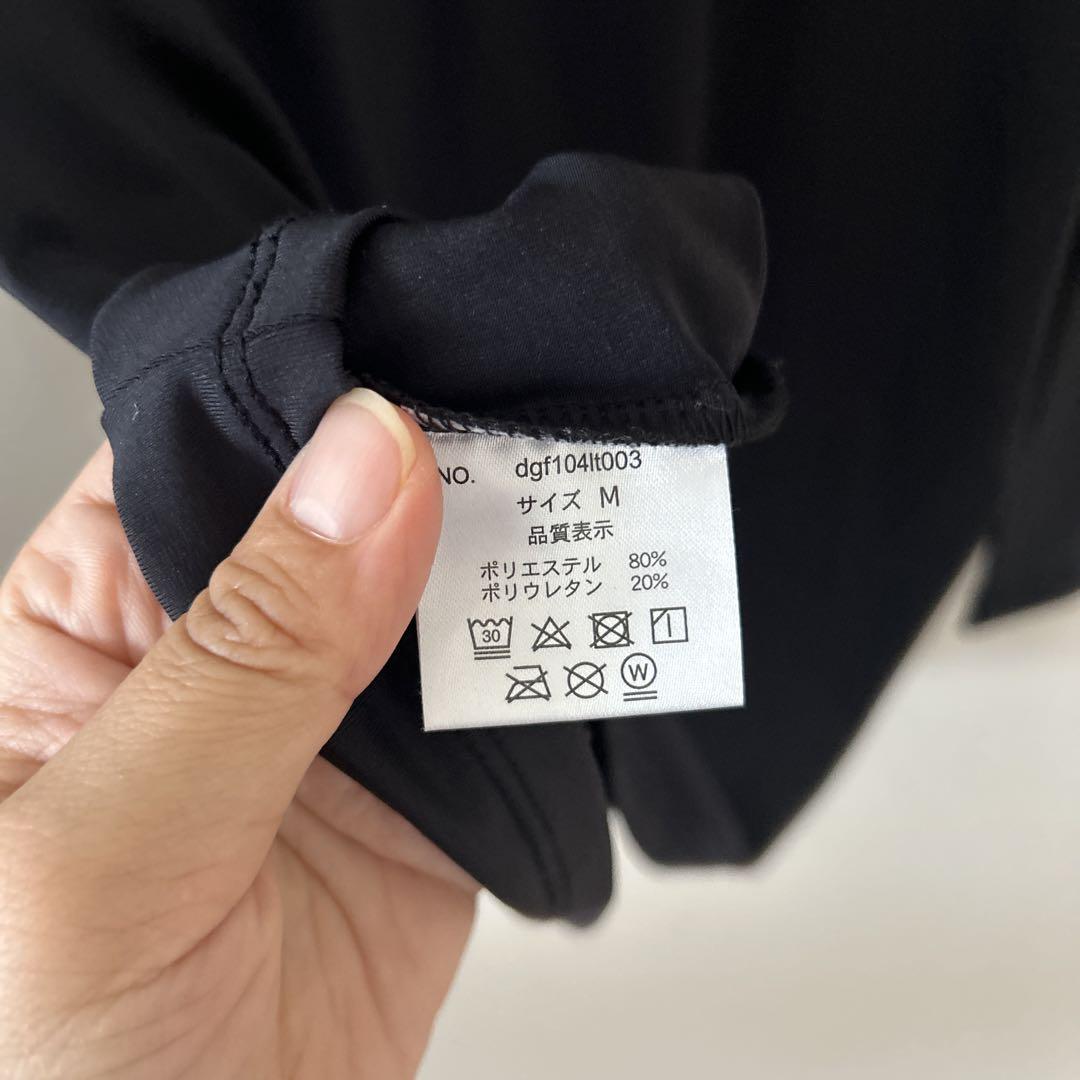 NO. dgf104lt003
サイズ M
品質表示
ポリエステル 80%
ポリウレタン 20%
30
W